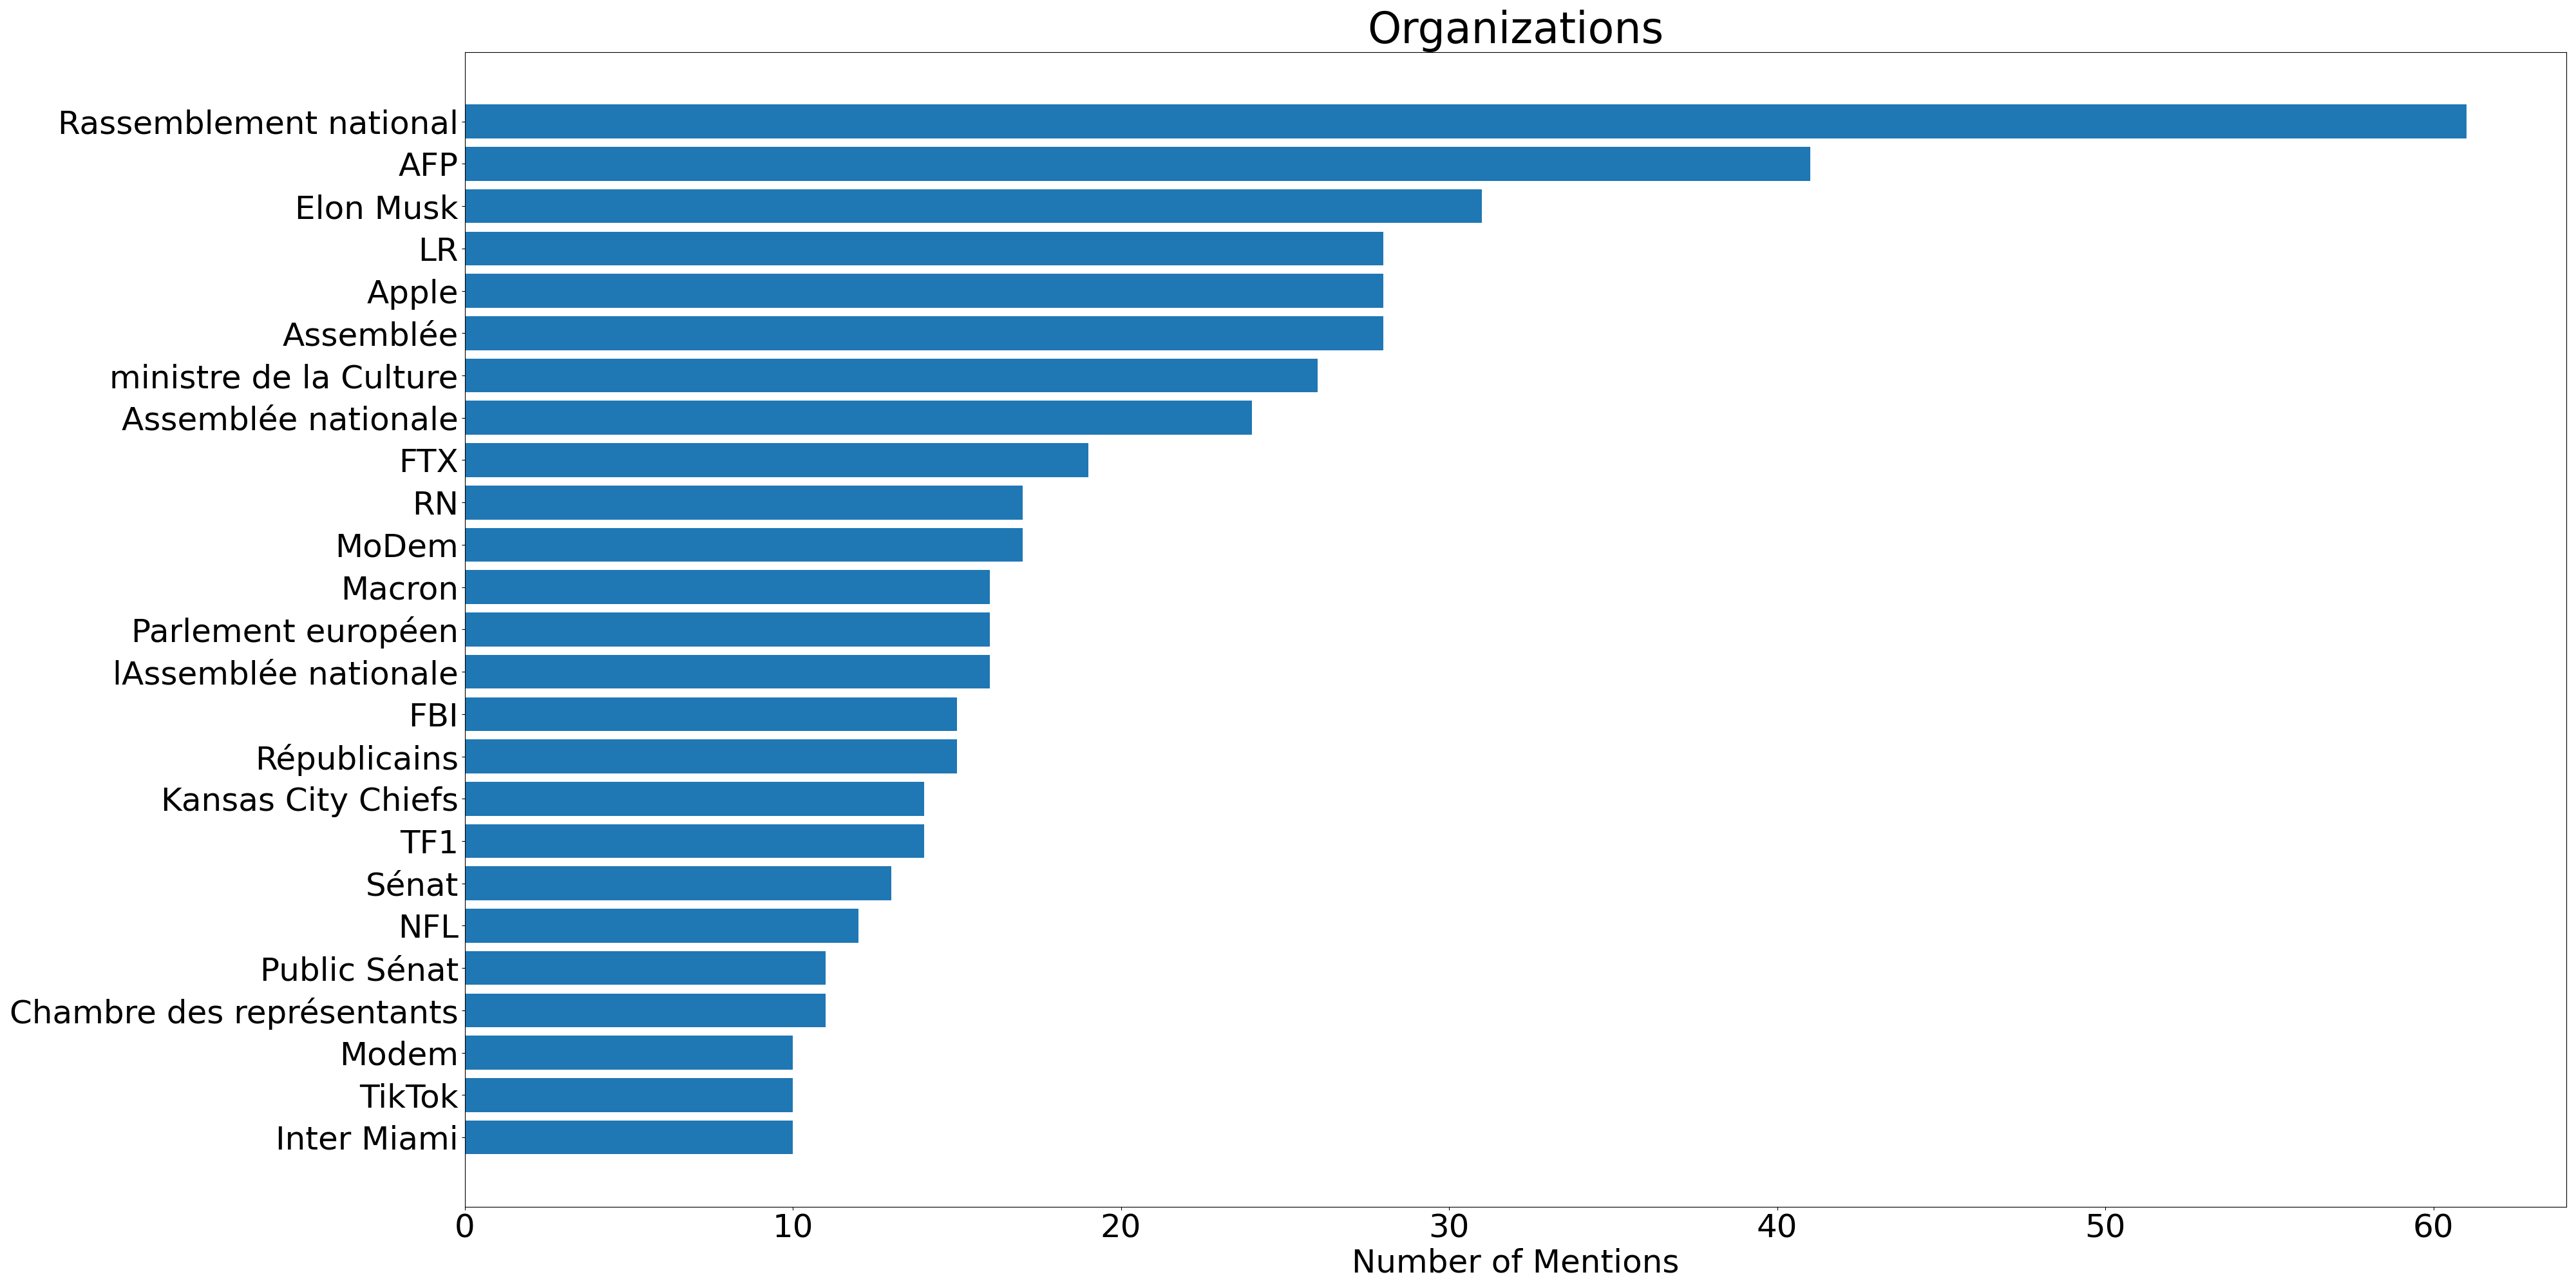 Organizations
Rassemblement national
AFP
Elon Musk
LR
Apple
Assemblée
ministre de la Culture
Assemblée nationale
FTX
RN
MoDem
Macron
Parlement européen
lAssemblée nationale
FBI
Républicains
Kansas City Chiefs
TF1
Sénat
NFL
Public Sénat
Chambre des représentants
Modem
TikTok
Inter Miami
0 10 20 30 40 50 60
Number of Mentions